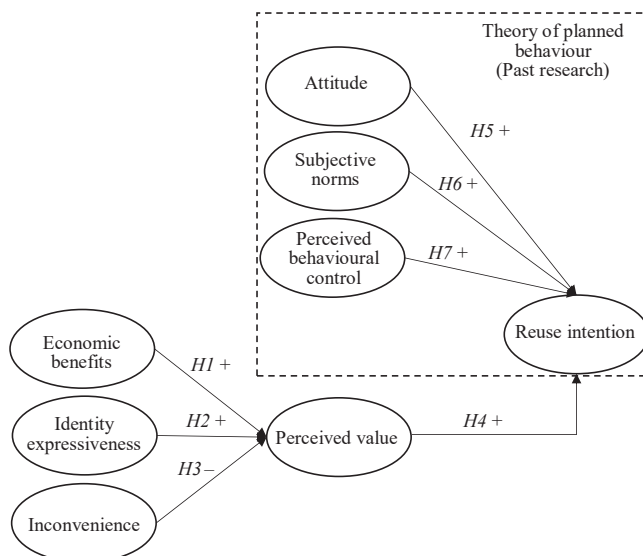 Theory of planned
behaviour
(Past research)
Attitude
H5 +
Subjective
norms
H6 +
Perceived
behavioural
control
H7 +
Reuse intention
Economic
benefits
H1 +
Identity
expressiveness
H2 +
Perceived value
H4 +
H3 –
Inconvenience